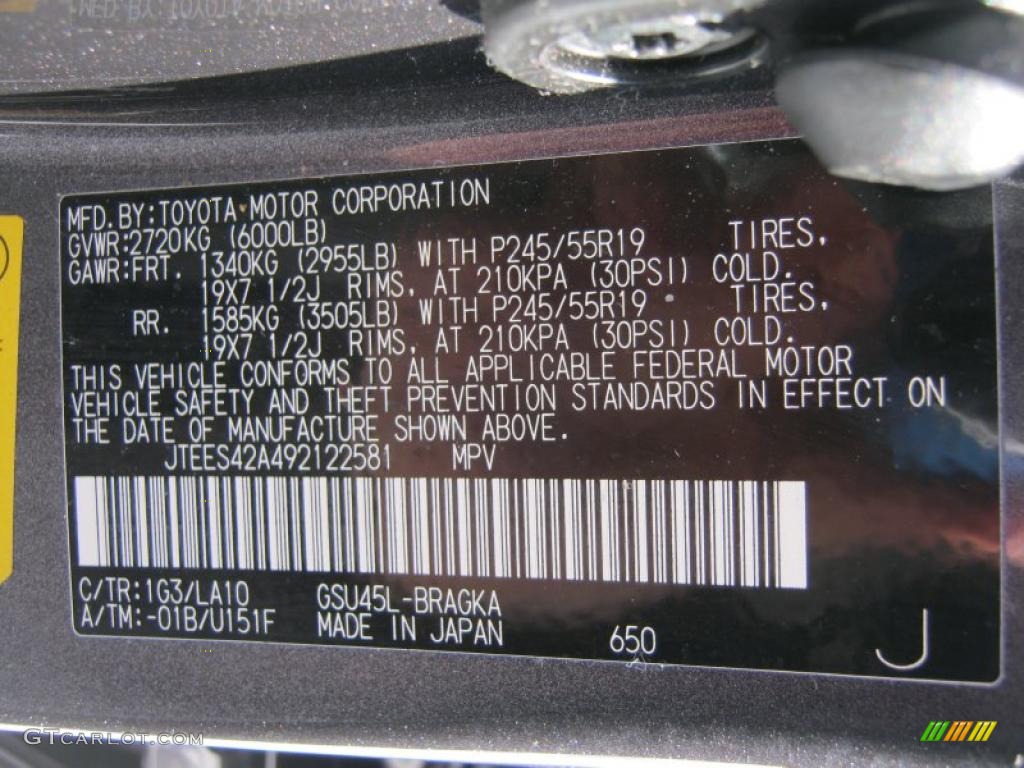 MFD. BY: TOYOTA MOTOR CORPORATION
GVWR: 2720KG (6000LB)
GAWR: FRT. 1340KG (2955LB) WITH P245/55R19 TIRES,
19X7 1/2J RIMS, AT 210KPA (30PSI) COLD.
RR. 1585KG (3505LB) WITH P245/55R19 TIRES,
19X7 1/2J RIMS, AT 210KPA (30PSI) COLD.
THIS VEHICLE CONFORMS TO ALL APPLICABLE FEDERAL MOTOR
VEHICLE SAFETY AND THEFT PREVENTION STANDARDS IN EFFECT ON
THE DATE OF MANUFACTURE SHOWN ABOVE.
JTEES42A492122581 MPV
C/TR: 1G3/LA10 GSU45L-BRAGKA
A/TM: -01B/U151F MADE IN JAPAN 650 J
GTCARLOT.COM